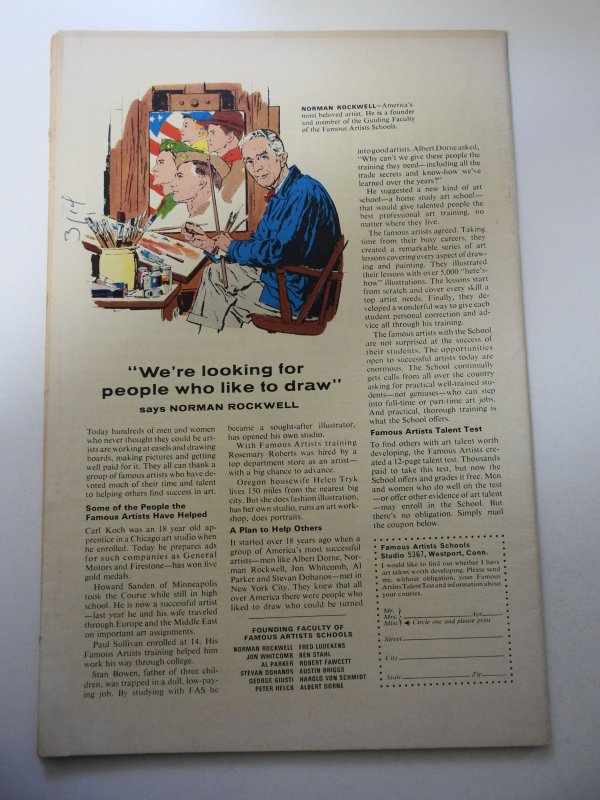 NORMAN ROCKWELL—America's
most beloved artist. He is a founder
and member of the Guiding Faculty
of the Famous Artists Schools.
3/14
"We're looking for
people who like to draw"
says NORMAN ROCKWELL
Today hundreds of men and women
who never thought they could be art-
ists are working at easels and drawing
boards, making pictures and getting
well paid for it. They all can thank a
group of famous artists who have de-
voted much of their time and talent
to helping others find success in art.
Some of the People the
Famous Artists Have Helped
Carl Koch was an 18 year old ap-
prentice in a Chicago art studio when
he enrolled. Today he prepares ads
for such companies as General
Motors and Firestone—has won five
gold medals.
Howard Sanden of Minneapolis
took the Course while still in high
school. He is now a successful artist
—last year he and his wife traveled
through Europe and the Middle East
on important art assignments.
Paul Sullivan enrolled at 14. His
Famous Artists training helped him
work his way through college.
Stan Bowen, father of three chil-
dren, was trapped in a dull, low-pay-
ing job. By studying with FAS he
became a sought-after illustrator,
has opened his own studio.
With Famous Artists training
Rosemary Roberts was hired by a
top department store as an artist—
with a big chance to advance.
Oregon housewife Helen Tryk
lives 150 miles from the nearest big
city. But she does fashion illustration,
has her own studio, runs an art work-
shop, does portraits.
A Plan to Help Others
It started over 18 years ago when a
group of America's most successful
artists—men like Albert Dorne, Nor-
man Rockwell, Jon Whitcomb, Al
Parker and Stevan Dohanos—met in
New York City. They knew that all
over America there were people who
liked to draw who could be turned
FOUNDING FACULTY OF
FAMOUS ARTISTS SCHOOLS
NORMAN ROCKWELL FRED LUDEKENS
JON WHITCOMB BEN STAHL
AL PARKER ROBERT FAWCETT
STEVAN DOHANOS AUSTIN BRIGGS
GEORGE GIUSTI HAROLD VON SCHMIDT
PETER HELCK ALBERT DORNE
into good artists. Albert Dorne asked,
"Why can't we give these people the
training they need—including all the
trade secrets and know-how we've
learned over the years?"
He suggested a new kind of art
school—a home study art school—
that would give talented people the
best professional art training, no
matter where they live.
The famous artists agreed. Taking
time from their busy careers, they
created a remarkable series of art
lessons covering every aspect of draw-
ing and painting. They illustrated
their lessons with over 5,000 "here's-
how" illustrations. The lessons start
from scratch and cover every skill a
top artist needs. Finally, they de-
veloped a wonderful way to give each
student personal correction and ad-
vice all through his training.
The famous artists with the School
are not surprised at the success of
their students. The opportunities
open to successful artists today are
enormous. The School continually
gets calls from all over the country
asking for practical well-trained stu-
dents—not geniuses—who can step
into full-time or part-time art jobs.
And practical, thorough training is
what the School offers.
Famous Artists Talent Test
To find others with art talent worth
developing, the Famous Artists cre-
ated a 12-page talent test. Thousands
paid to take this test, but now the
School offers and grades it free. Men
and women who do well on the test
—or offer other evidence of art talent
—may enroll in the School. But
there's no obligation. Simply mail
the coupon below.
Famous Artists Schools
Studio 5367, Westport, Conn.
I would like to find out whether I have
art talent worth developing. Please send
me, without obligation, your Famous
Artists Talent Test and information about
your courses.
Mr.
Mrs. Age
Miss Circle one and please print
Street
City
State Zip